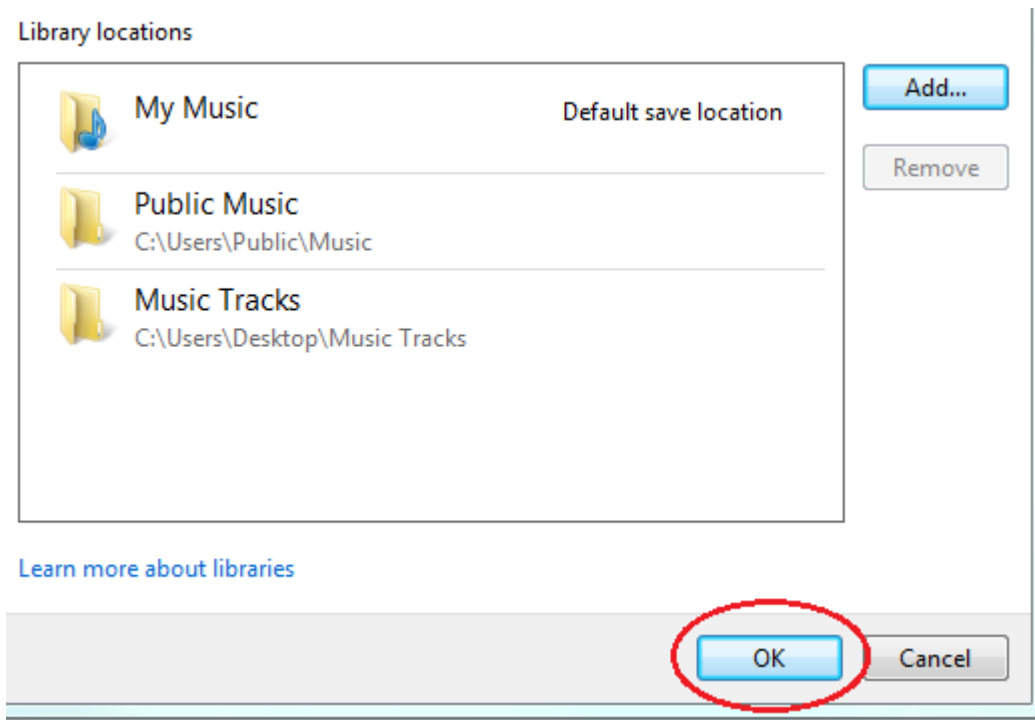 Library locations
My Music
Default save location
Add...
Remove
Public Music
C:\Users\Public\Music
Music Tracks
C:\Users\Desktop\Music Tracks
Learn more about libraries
OK
Cancel